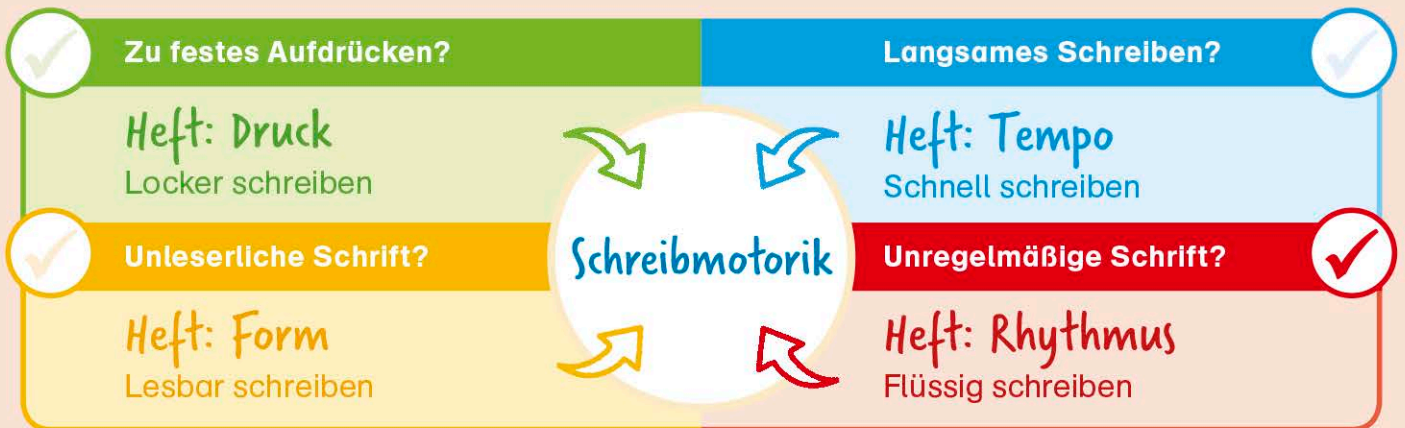 Zu festes Aufdrücken?
Heft: Druck
Locker schreiben
Langsames Schreiben?
Heft: Tempo
Schnell schreiben
Schreibmotorik
Unleserliche Schrift?
Heft: Form
Lesbar schreiben
Unregelmäßige Schrift?
Heft: Rhythmus
Flüssig schreiben